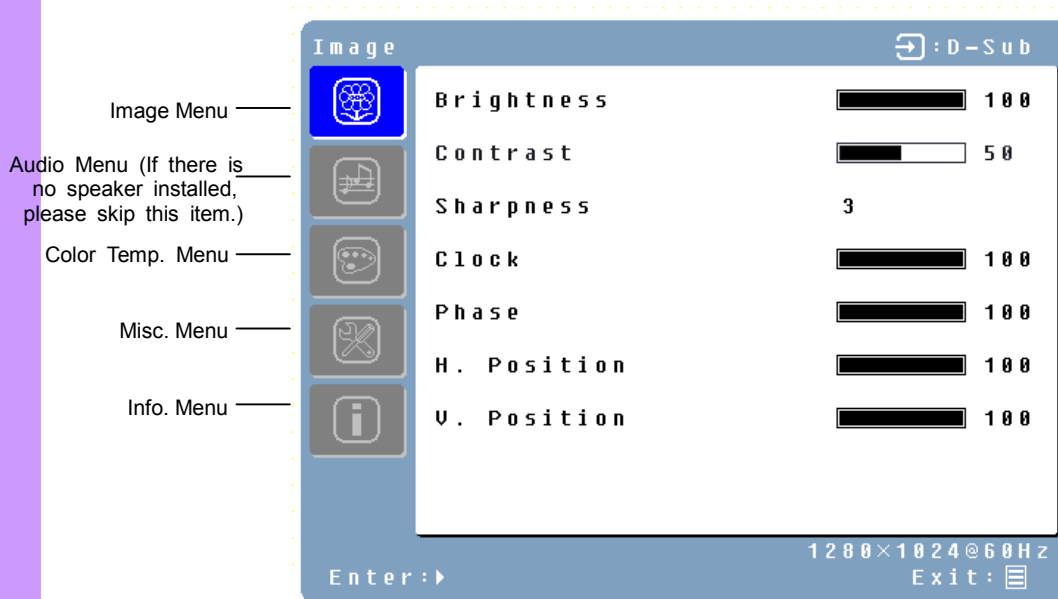 Image :D-Sub
Image Menu
Audio Menu (If there is
no speaker installed,
please skip this item.)
Color Temp. Menu
Misc. Menu
Info. Menu
Brightness 100
Contrast 50
Sharpness 3
Clock 100
Phase 100
H. Position 100
V. Position 100
1280×1024@60Hz
Enter: Exit: